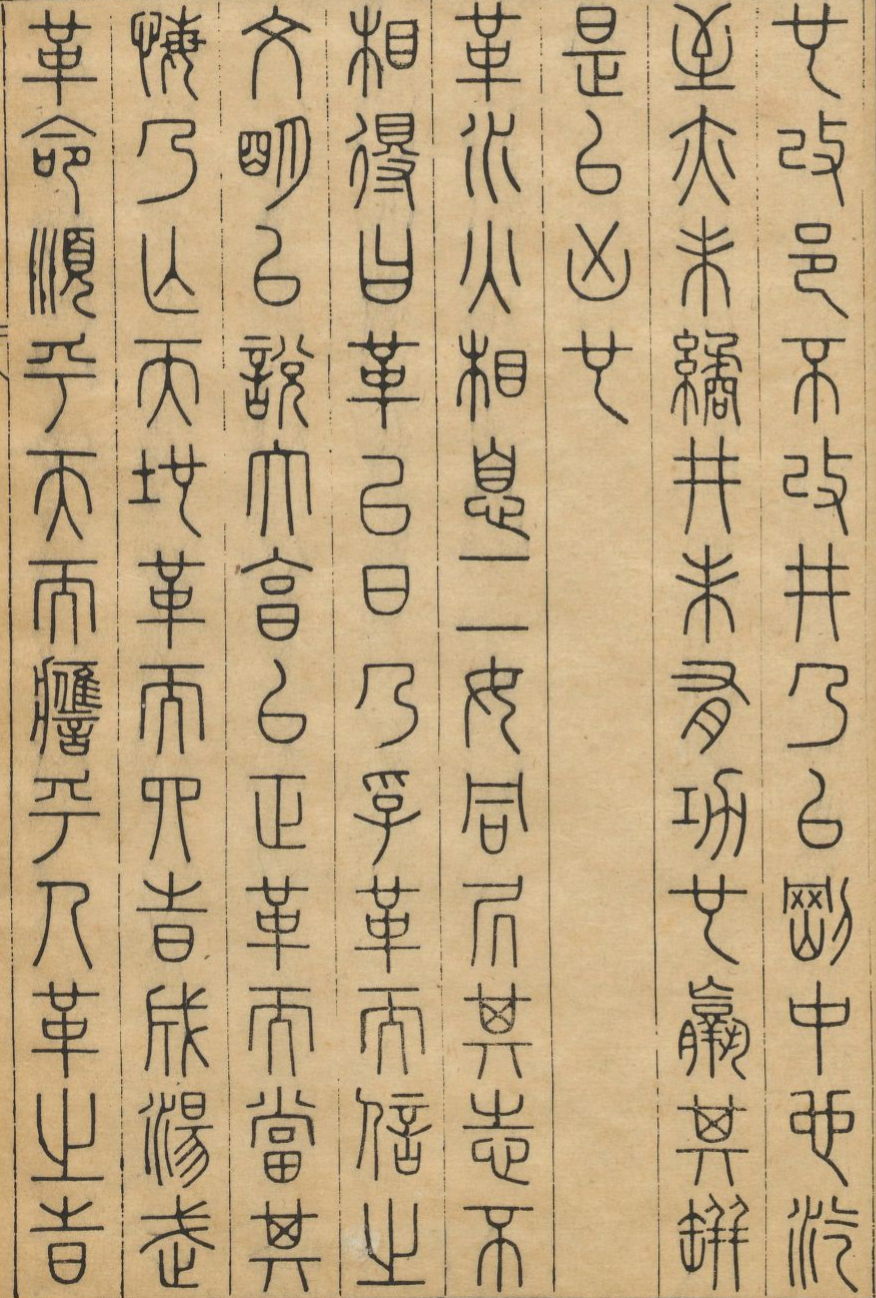 也改邑不改井乃以剛中也汔
至亦未繘井未有功也羸其缾
是以凶也
革水火相息二女同居其志不
相得曰革已日乃孚革而信之
文明以說大亨以正革而當其
悔乃亡天地革而四時成湯武
革命順乎天而應乎人革之時